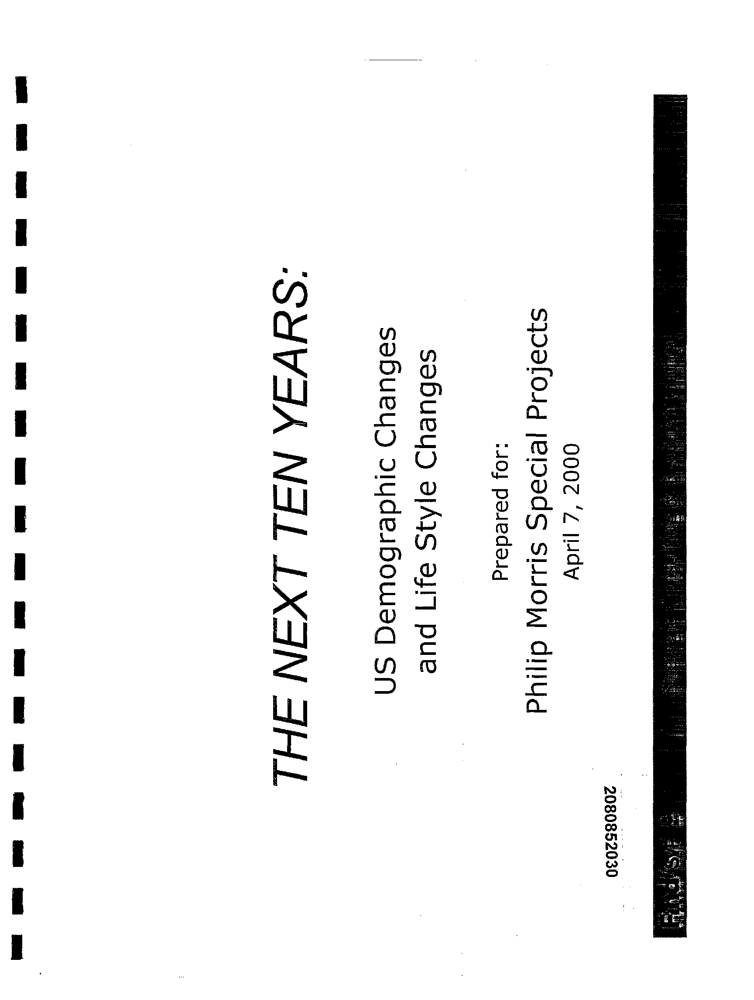 THE NEXT TEN YEARS:
US Demographic Changes
and Life Style Changes
Prepared for:
Philip Morris Special Projects
April 7, 2000
2080852030